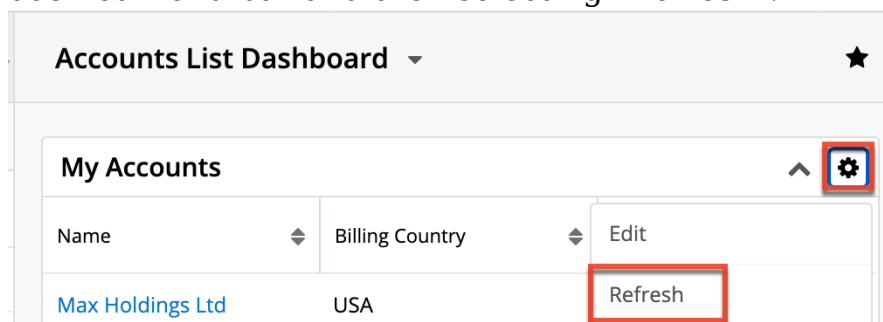 Accounts List Dashboard
My Accounts
Name Billing Country Edit
Max Holdings Ltd USA Refresh